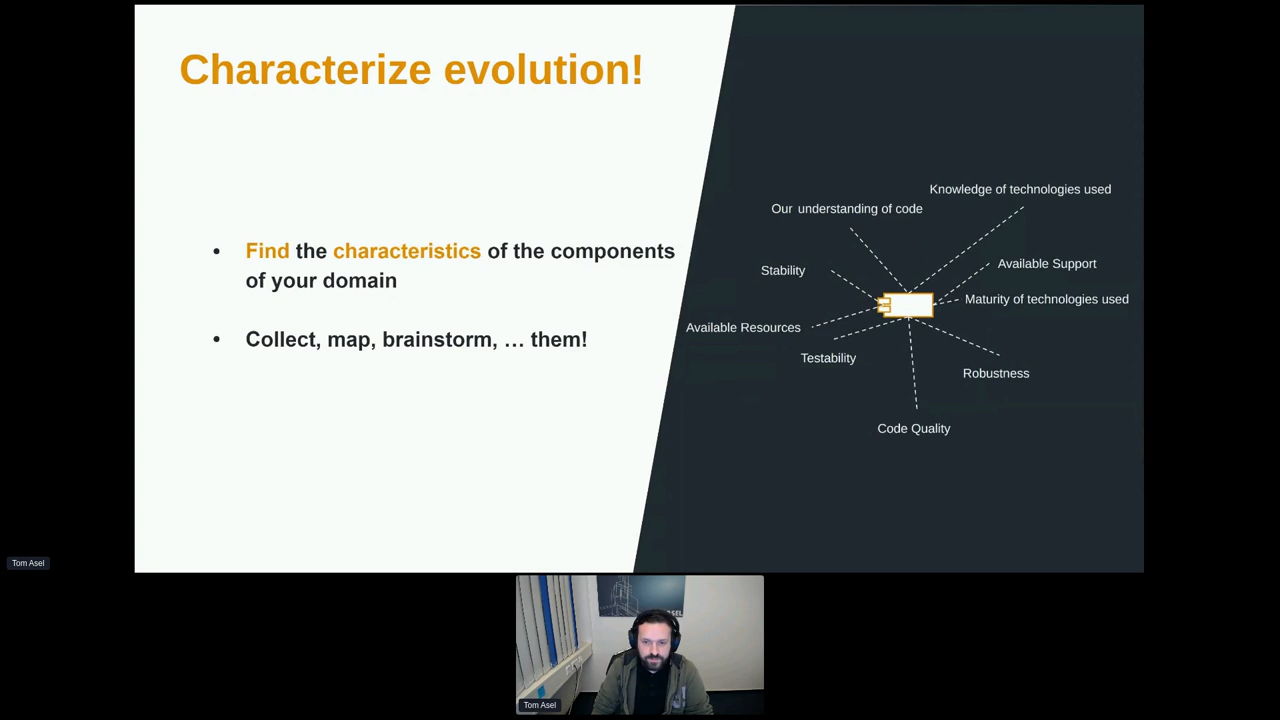 Characterize evolution!
• Find the characteristics of the components
of your domain
• Collect, map, brainstorm, … them!
Knowledge of technologies used
Our understanding of code
Available Support
Stability
Maturity of technologies used
Available Resources
Testability
Robustness
Code Quality
Tom Asel
ASEL
Tom Asel